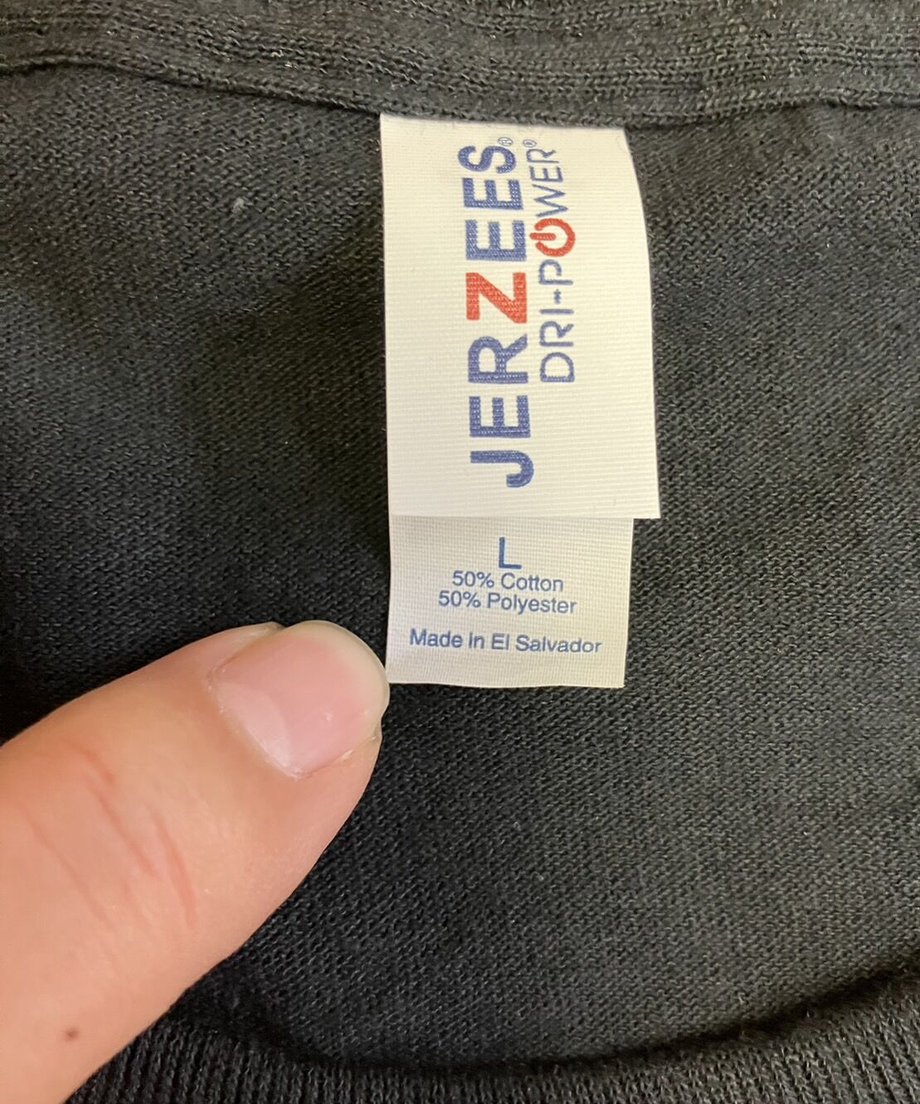 JERZEES®
DRI-POWER®
L
50% Cotton
50% Polyester
Made in El Salvador